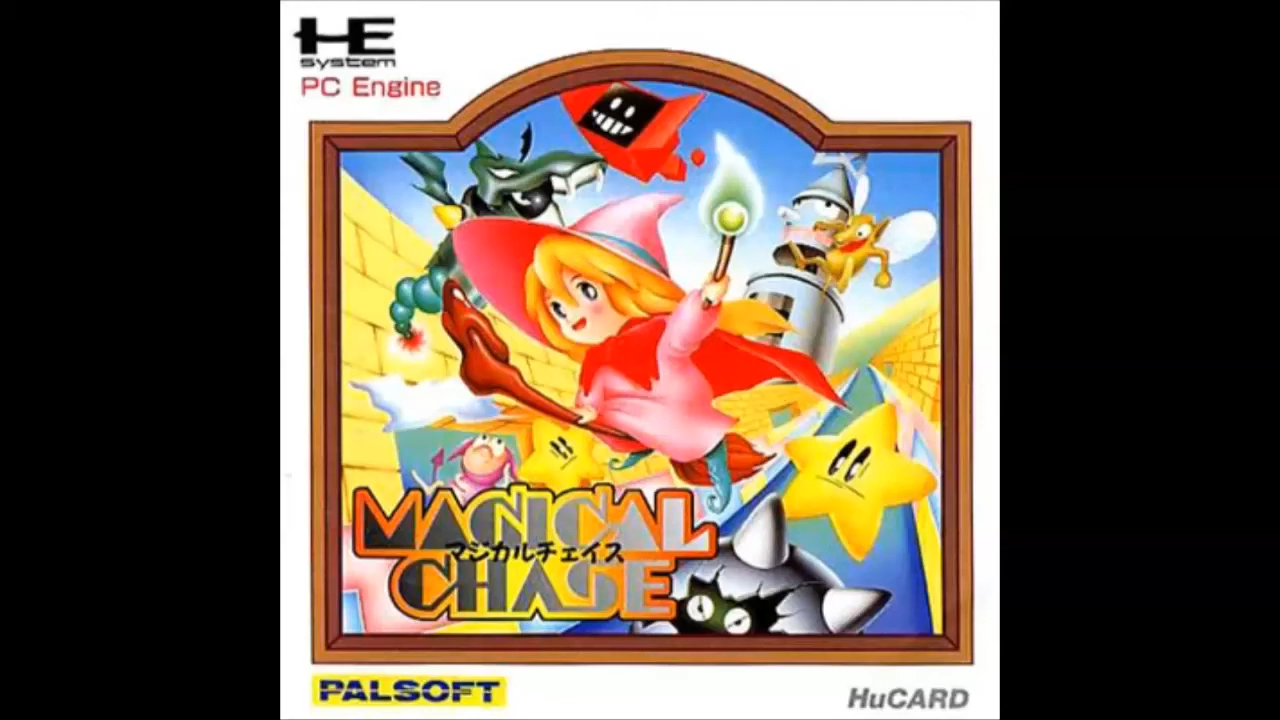 HE
system
PC Engine
MAGICAL
マジカルチェイス
CHASE
PALSOFT
HuCARD